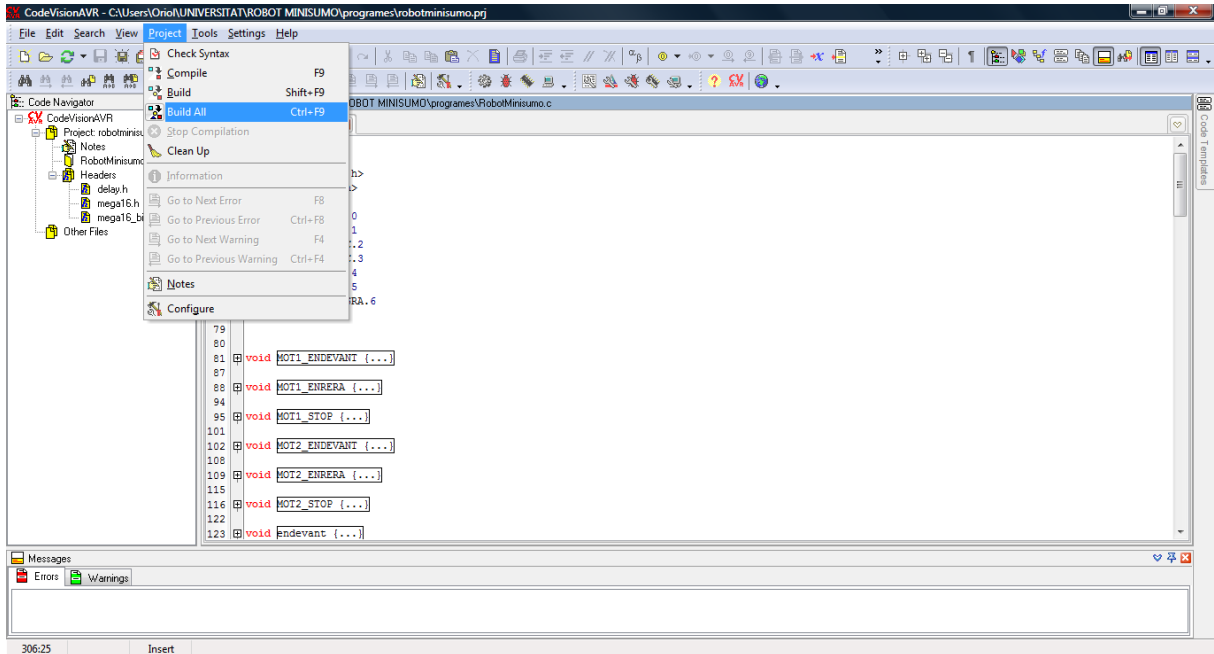 CodeVisionAVR - C:\Users\Oriol\UNIVERSITAT\ROBOT MINISUMO\programes\robotminisumo.prj
File Edit Search View Project Tools Settings Help
Check Syntax
Compile F9
Build Shift+F9
Build All Ctrl+F9
Stop Compilation
Clean Up
Information
Go to Next Error F8
Go to Previous Error Ctrl+F8
Go to Next Warning F4
Go to Previous Warning Ctrl+F4
Notes
Configure
Code Navigator
CodeVisionAVR
Project: robotminisu
Notes
RobotMinisumo
Headers
delay.h
mega16.h
mega16_bi
Other Files
OBOT MINISUMO\programes\RobotMinisumo.c
h>
>
0
1
.2
.3
4
5
RA.6
79
80
81 void MOT1_ENDEVANT {...}
87
88 void MOT1_ENRERA {...}
94
95 void MOT1_STOP {...}
101
102 void MOT2_ENDEVANT {...}
108
109 void MOT2_ENRERA {...}
115
116 void MOT2_STOP {...}
122
123 void endevant {...}
Code Templates
Messages
Errors Warnings
306:25 Insert